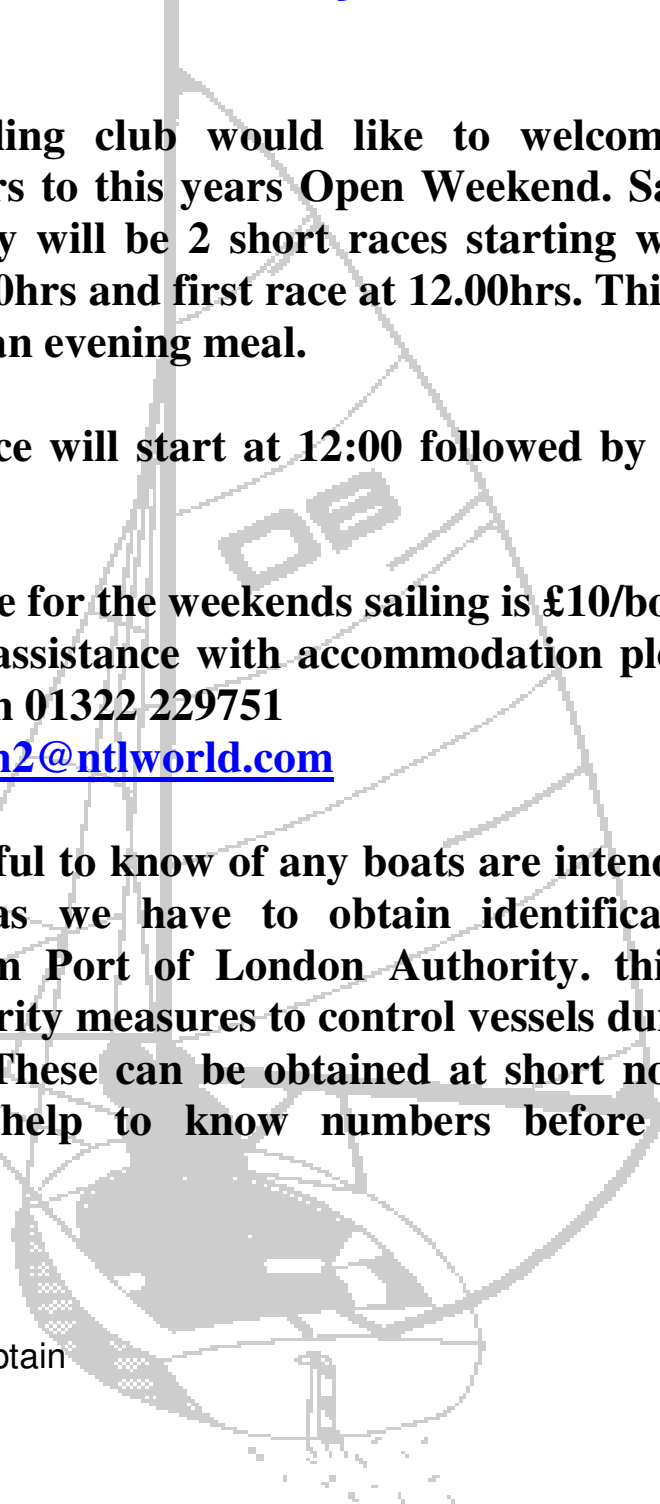 ling club would like to welcom
rs to this years Open Weekend. Sa
y will be 2 short races starting w
0hrs and first race at 12.00hrs. Thi
an evening meal.
ce will start at 12:00 followed by
DB
e for the weekends sailing is £10/bo
assistance with accommodation ple
n 01322 229751
n2@ntlworld.com
ful to know of any boats are intend
as we have to obtain identifica
m Port of London Authority. thi
rity measures to control vessels dur
These can be obtained at short no
help to know numbers before
ptain